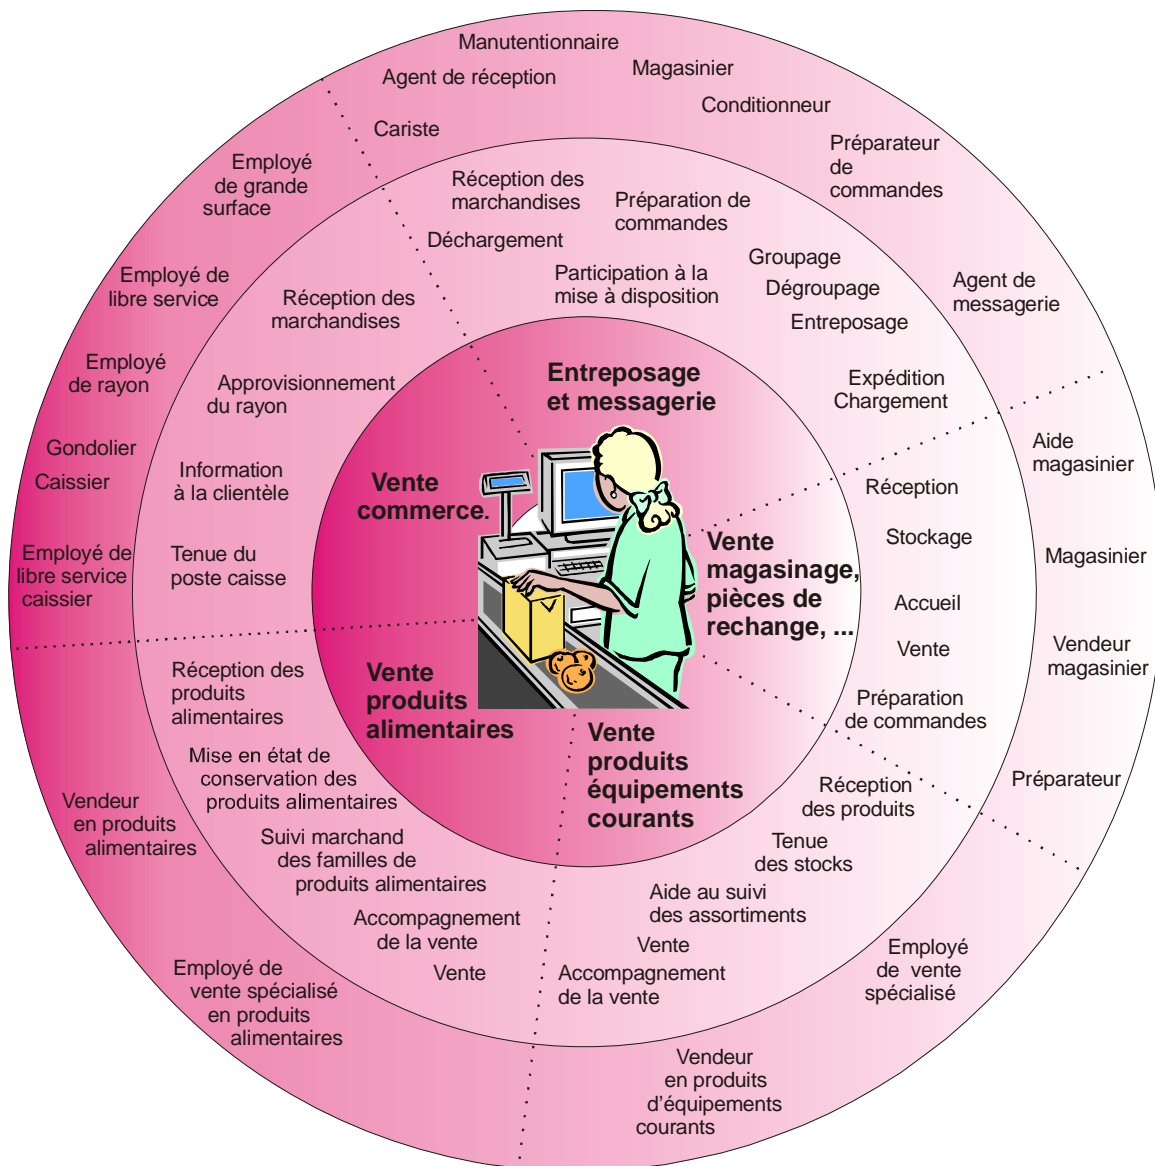 Manutentionnaire
Agent de réception
Magasinier
Conditionneur
Cariste
Préparateur
de
commandes
Agent de
messagerie
Employé
de grande
surface
Employé de
libre service
Employé
de rayon
Gondolier
Caissier
Employé de
libre service
caissier
Réception des
marchandises
Préparation de
commandes
Déchargement
Groupage
Participation à la
mise à disposition
Dégroupage
Entreposage
Expédition
Chargement
Réception des
marchandises
Approvisionnement
du rayon
Information
à la clientèle
Tenue du
poste caisse
Entreposage
et messagerie
Vente
commerce.
Vente
magasinage,
pièces de
rechange, ...
Vente
produits
alimentaires
Vente
produits
équipements
courants
Réception
Stockage
Accueil
Vente
Préparation
de commandes
Aide
magasinier
Magasinier
Vendeur
magasinier
Préparateur
Réception des
produits
alimentaires
Mise en état de
conservation des
produits alimentaires
Suivi marchand
des familles de
produits alimentaires
Accompagnement
de la vente
Vente
Vendeur
en produits
alimentaires
Employé de
vente spécialisé
en produits
alimentaires
Réception
des produits
Tenue
des stocks
Aide au suivi
des assortiments
Vente
Accompagnement
de la vente
Employé
de vente
spécialisé
Vendeur
en produits
d'équipements
courants